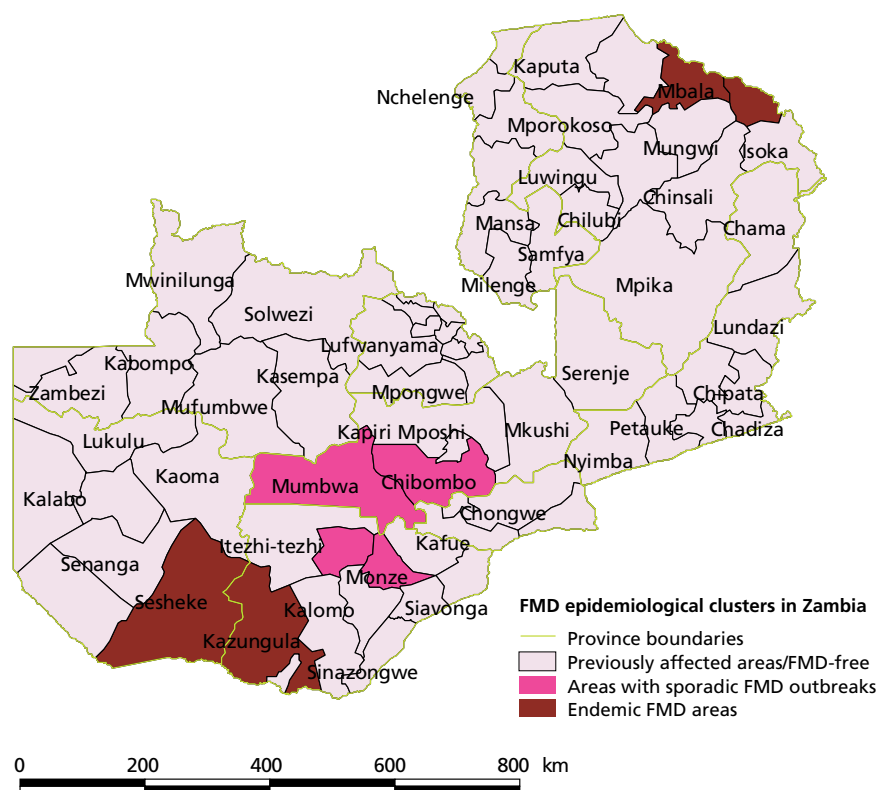 Kaputa
Mbala
Nchelenge
Mporokoso
Mungwi
Isoka
Luwingu
Chinsali
Mansa
Chilubi
Chama
Samfya
Mwinilunga
Milenge
Mpika
Solwezi
Lundazi
Lufwanyama
Kabompo
Kasempa
Serenje
Zambezi
Mpongwe
Chipata
Mufumbwe
Kapiri Mposhi
Mkushi
Petauke
Chadiza
Lukulu
Nyimba
Kaoma
Mumbwa
Chibombo
Kalabo
Chongwe
Itezhi-tezhi
Kafue
Senanga
Monze
Sesheke
Kalomo
Siavonga
Kazungula
Sinazongwe
FMD epidemiological clusters in Zambia
Province boundaries
Previously affected areas/FMD-free
Areas with sporadic FMD outbreaks
Endemic FMD areas
0 200 400 600 800 km